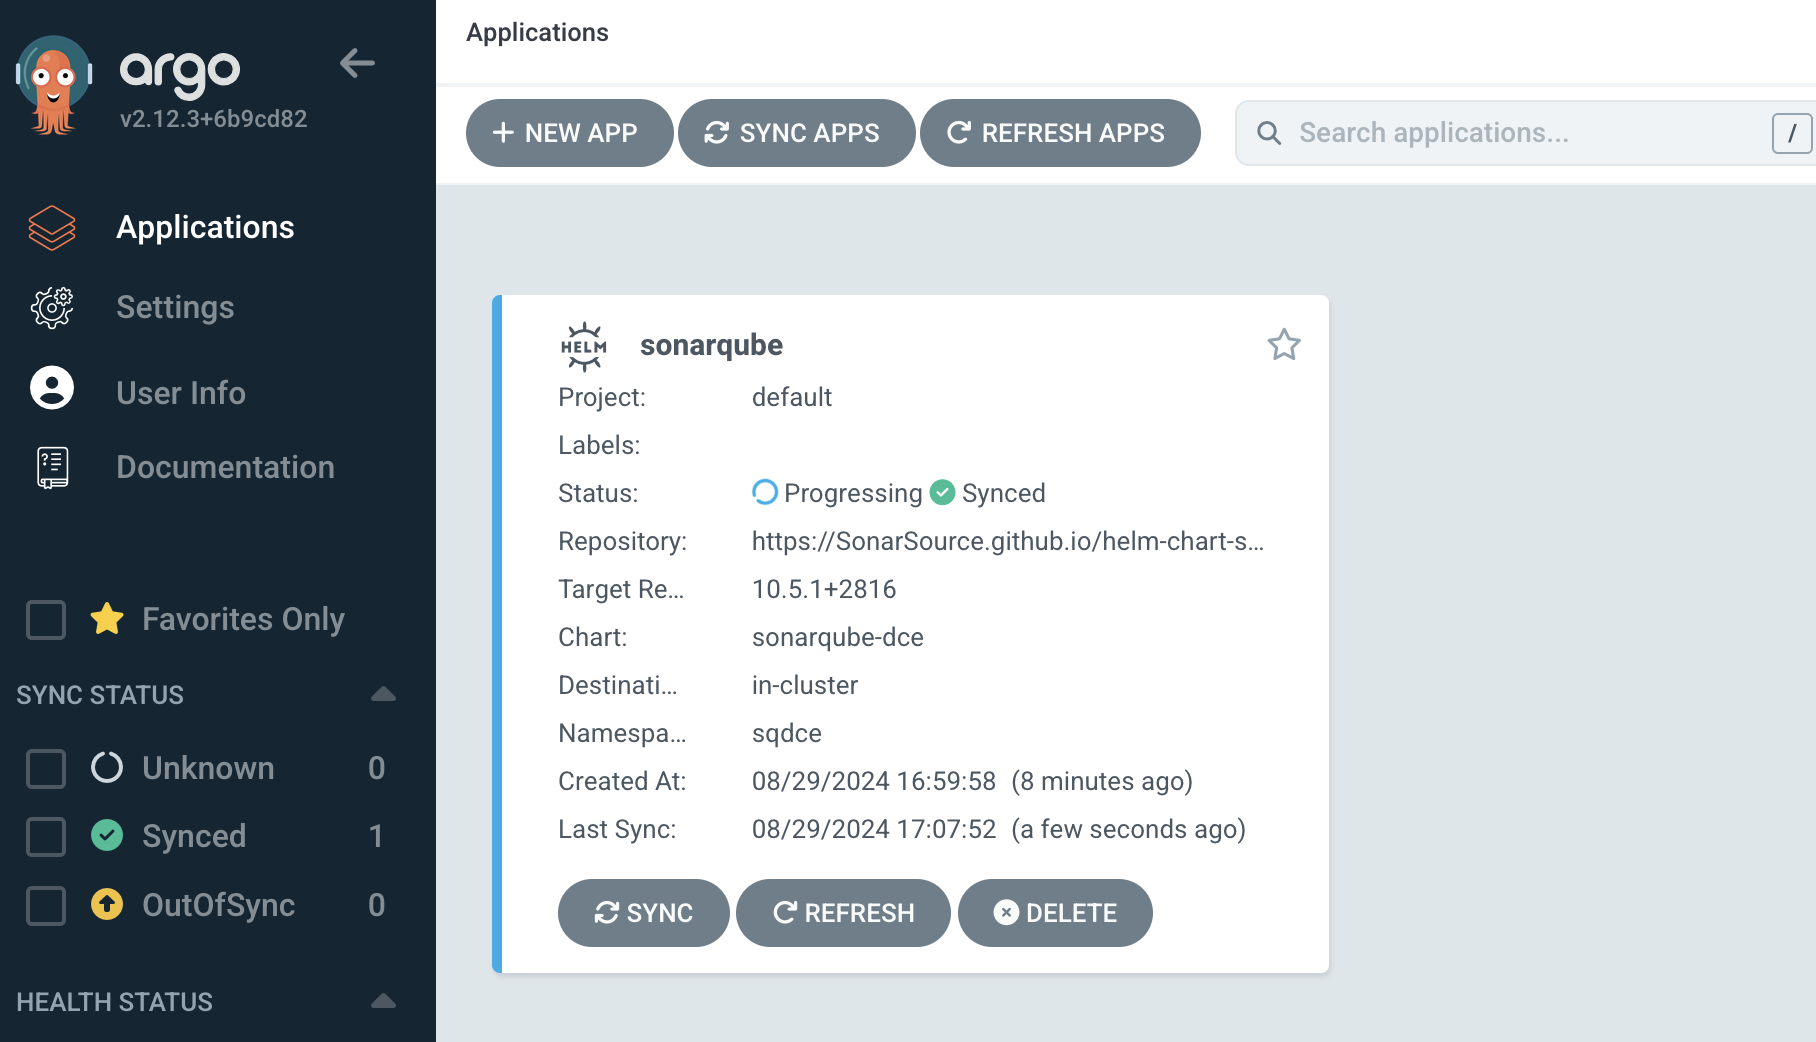 argo
v2.12.3+6b9cd82
Applications
Settings
User Info
Documentation
Favorites Only
SYNC STATUS
Unknown 0
Synced 1
OutOfSync 0
HEALTH STATUS
Applications
NEW APP SYNC APPS REFRESH APPS Search applications... /
HELM sonarqube
Project: default
Labels:
Status: Progressing Synced
Repository: https://SonarSource.github.io/helm-chart-s...
Target Re... 10.5.1+2816
Chart: sonarqube-dce
Destinati... in-cluster
Namespa... sqdce
Created At: 08/29/2024 16:59:58 (8 minutes ago)
Last Sync: 08/29/2024 17:07:52 (a few seconds ago)
SYNC REFRESH DELETE